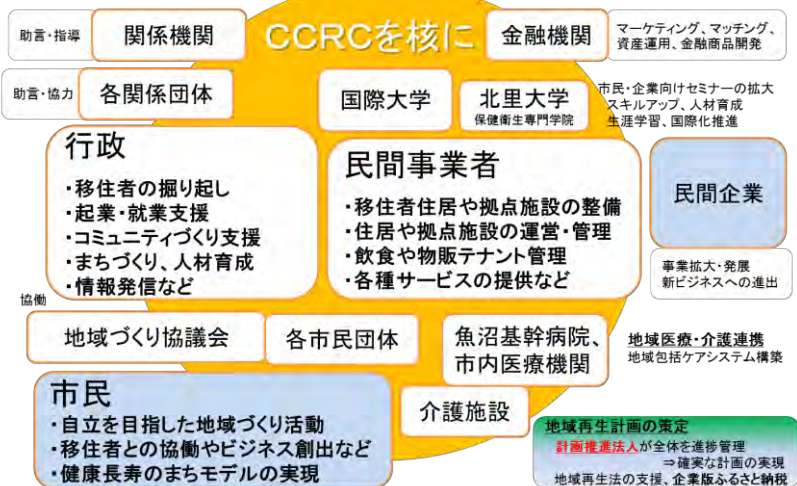 CCRCを核に
助言・指導
関係機関
金融機関
マーケティング、マッチング、
資産運用、金融商品開発
助言・協力
各関係団体
国際大学
北里大学
保健衛生専門学院
市民・企業向けセミナーの拡大
スキルアップ、人材育成
生涯学習、国際化推進
行政
・移住者の掘り起し
・起業・就業支援
・コミュニティづくり支援
・まちづくり、人材育成
・情報発信など
民間事業者
・移住者住居や拠点施設の整備
・住居や拠点施設の運営・管理
・飲食や物販テナント管理
・各種サービスの提供など
民間企業
事業拡大・発展
新ビジネスへの進出
協働
地域づくり協議会
各市民団体
魚沼基幹病院、
市内医療機関
地域医療・介護連携
地域包括ケアシステム構築
市民
・自立を目指した地域づくり活動
・移住者との協働やビジネス創出など
・健康長寿のまちモデルの実現
介護施設
地域再生計画の策定
計画推進法人が全体を進捗管理
⇒確実な計画の実現
地域再生法の支援、企業版ふるさと納税